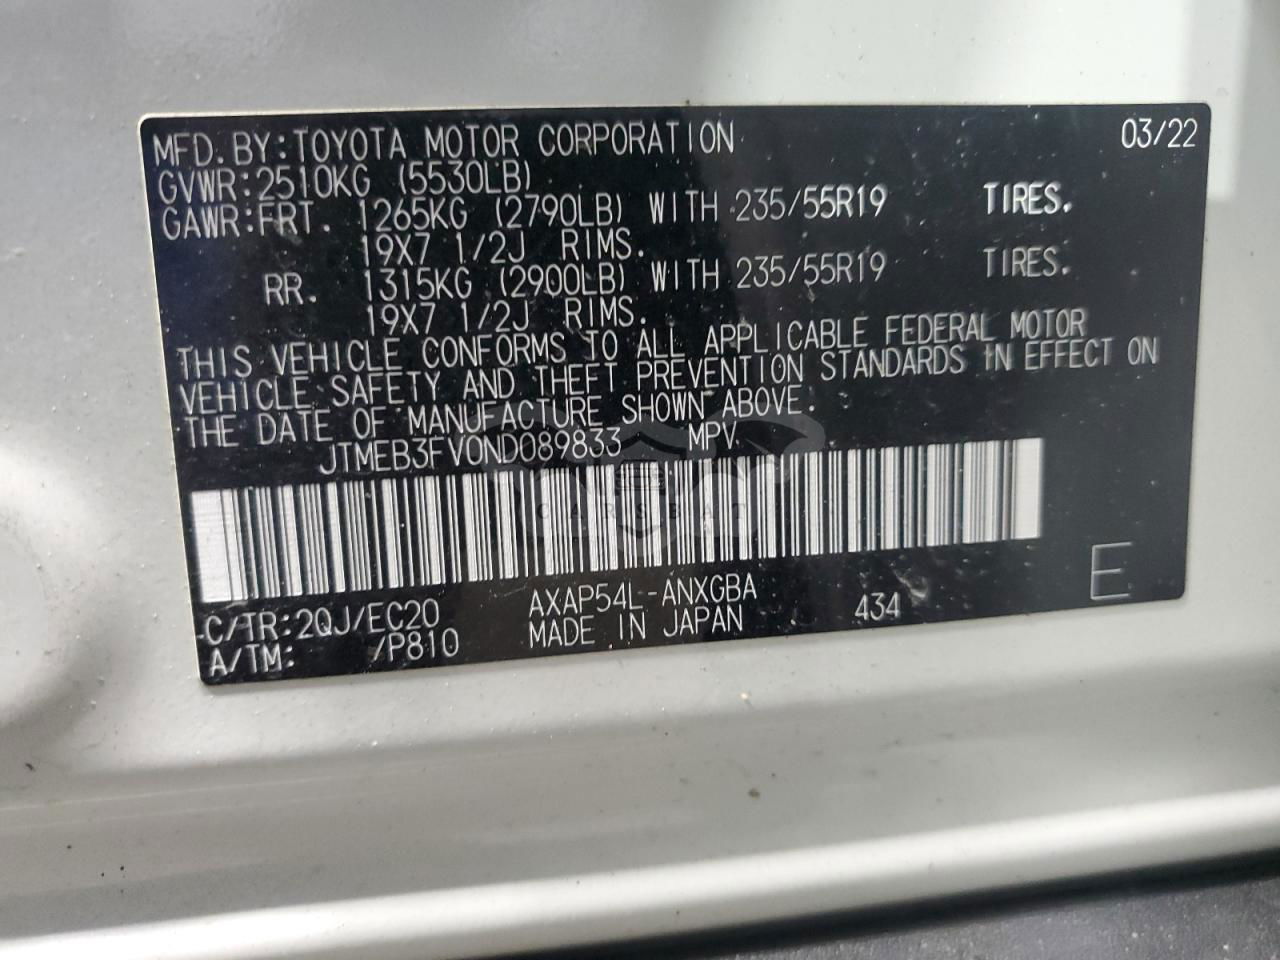 MFD. BY: TOYOTA MOTOR CORPORATION 03/22
GVWR: 2510KG (5530LB)
GAWR: FRT. 1265KG (2790LB) WITH 235/55R19 TIRES.
19X7 1/2J RIMS.
RR. 1315KG (2900LB) WITH 235/55R19 TIRES.
19X7 1/2J RIMS.
THIS VEHICLE CONFORMS TO ALL APPLICABLE FEDERAL MOTOR
VEHICLE SAFETY AND THEFT PREVENTION STANDARDS IN EFFECT ON
THE DATE OF MANUFACTURE SHOWN ABOVE.
JTMEB3FV0ND089833 MPV
CARSBAC
C/TR: 2QJ/EC20 AXAP54L-ANXGBA 434 E
A/TM: /P810 MADE IN JAPAN